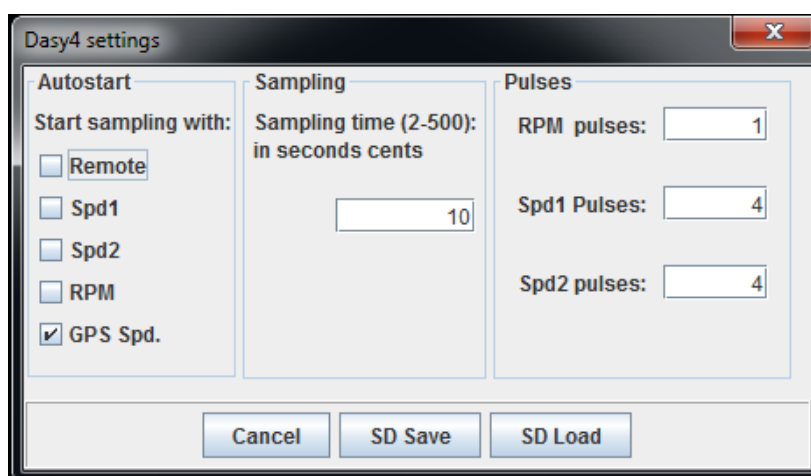 Dasy4 settings
Autostart
Start sampling with:
Remote
Spd1
Spd2
RPM
GPS Spd.
Sampling
Sampling time (2-500):
in seconds cents
10
Pulses
RPM pulses: 1
Spd1 Pulses: 4
Spd2 pulses: 4
Cancel SD Save SD Load